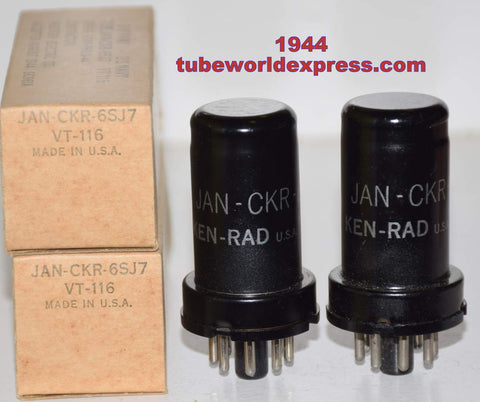 1944
tubeworldexpress.com
JAN-CKR-6SJ7
VT-116
MADE IN U.S.A.
JAN-CKR-6SJ7
VT-116
MADE IN U.S.A.
JAN-CKR-
KEN-RAD U.S.A.
JAN-CKR-
KEN-RAD U.S.